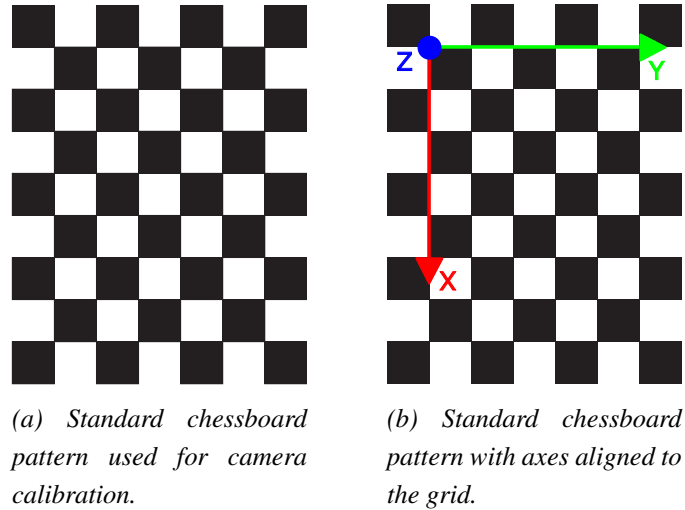 Z
Y
X
(a) Standard chessboard
pattern used for camera
calibration.
(b) Standard chessboard
pattern with axes aligned to
the grid.